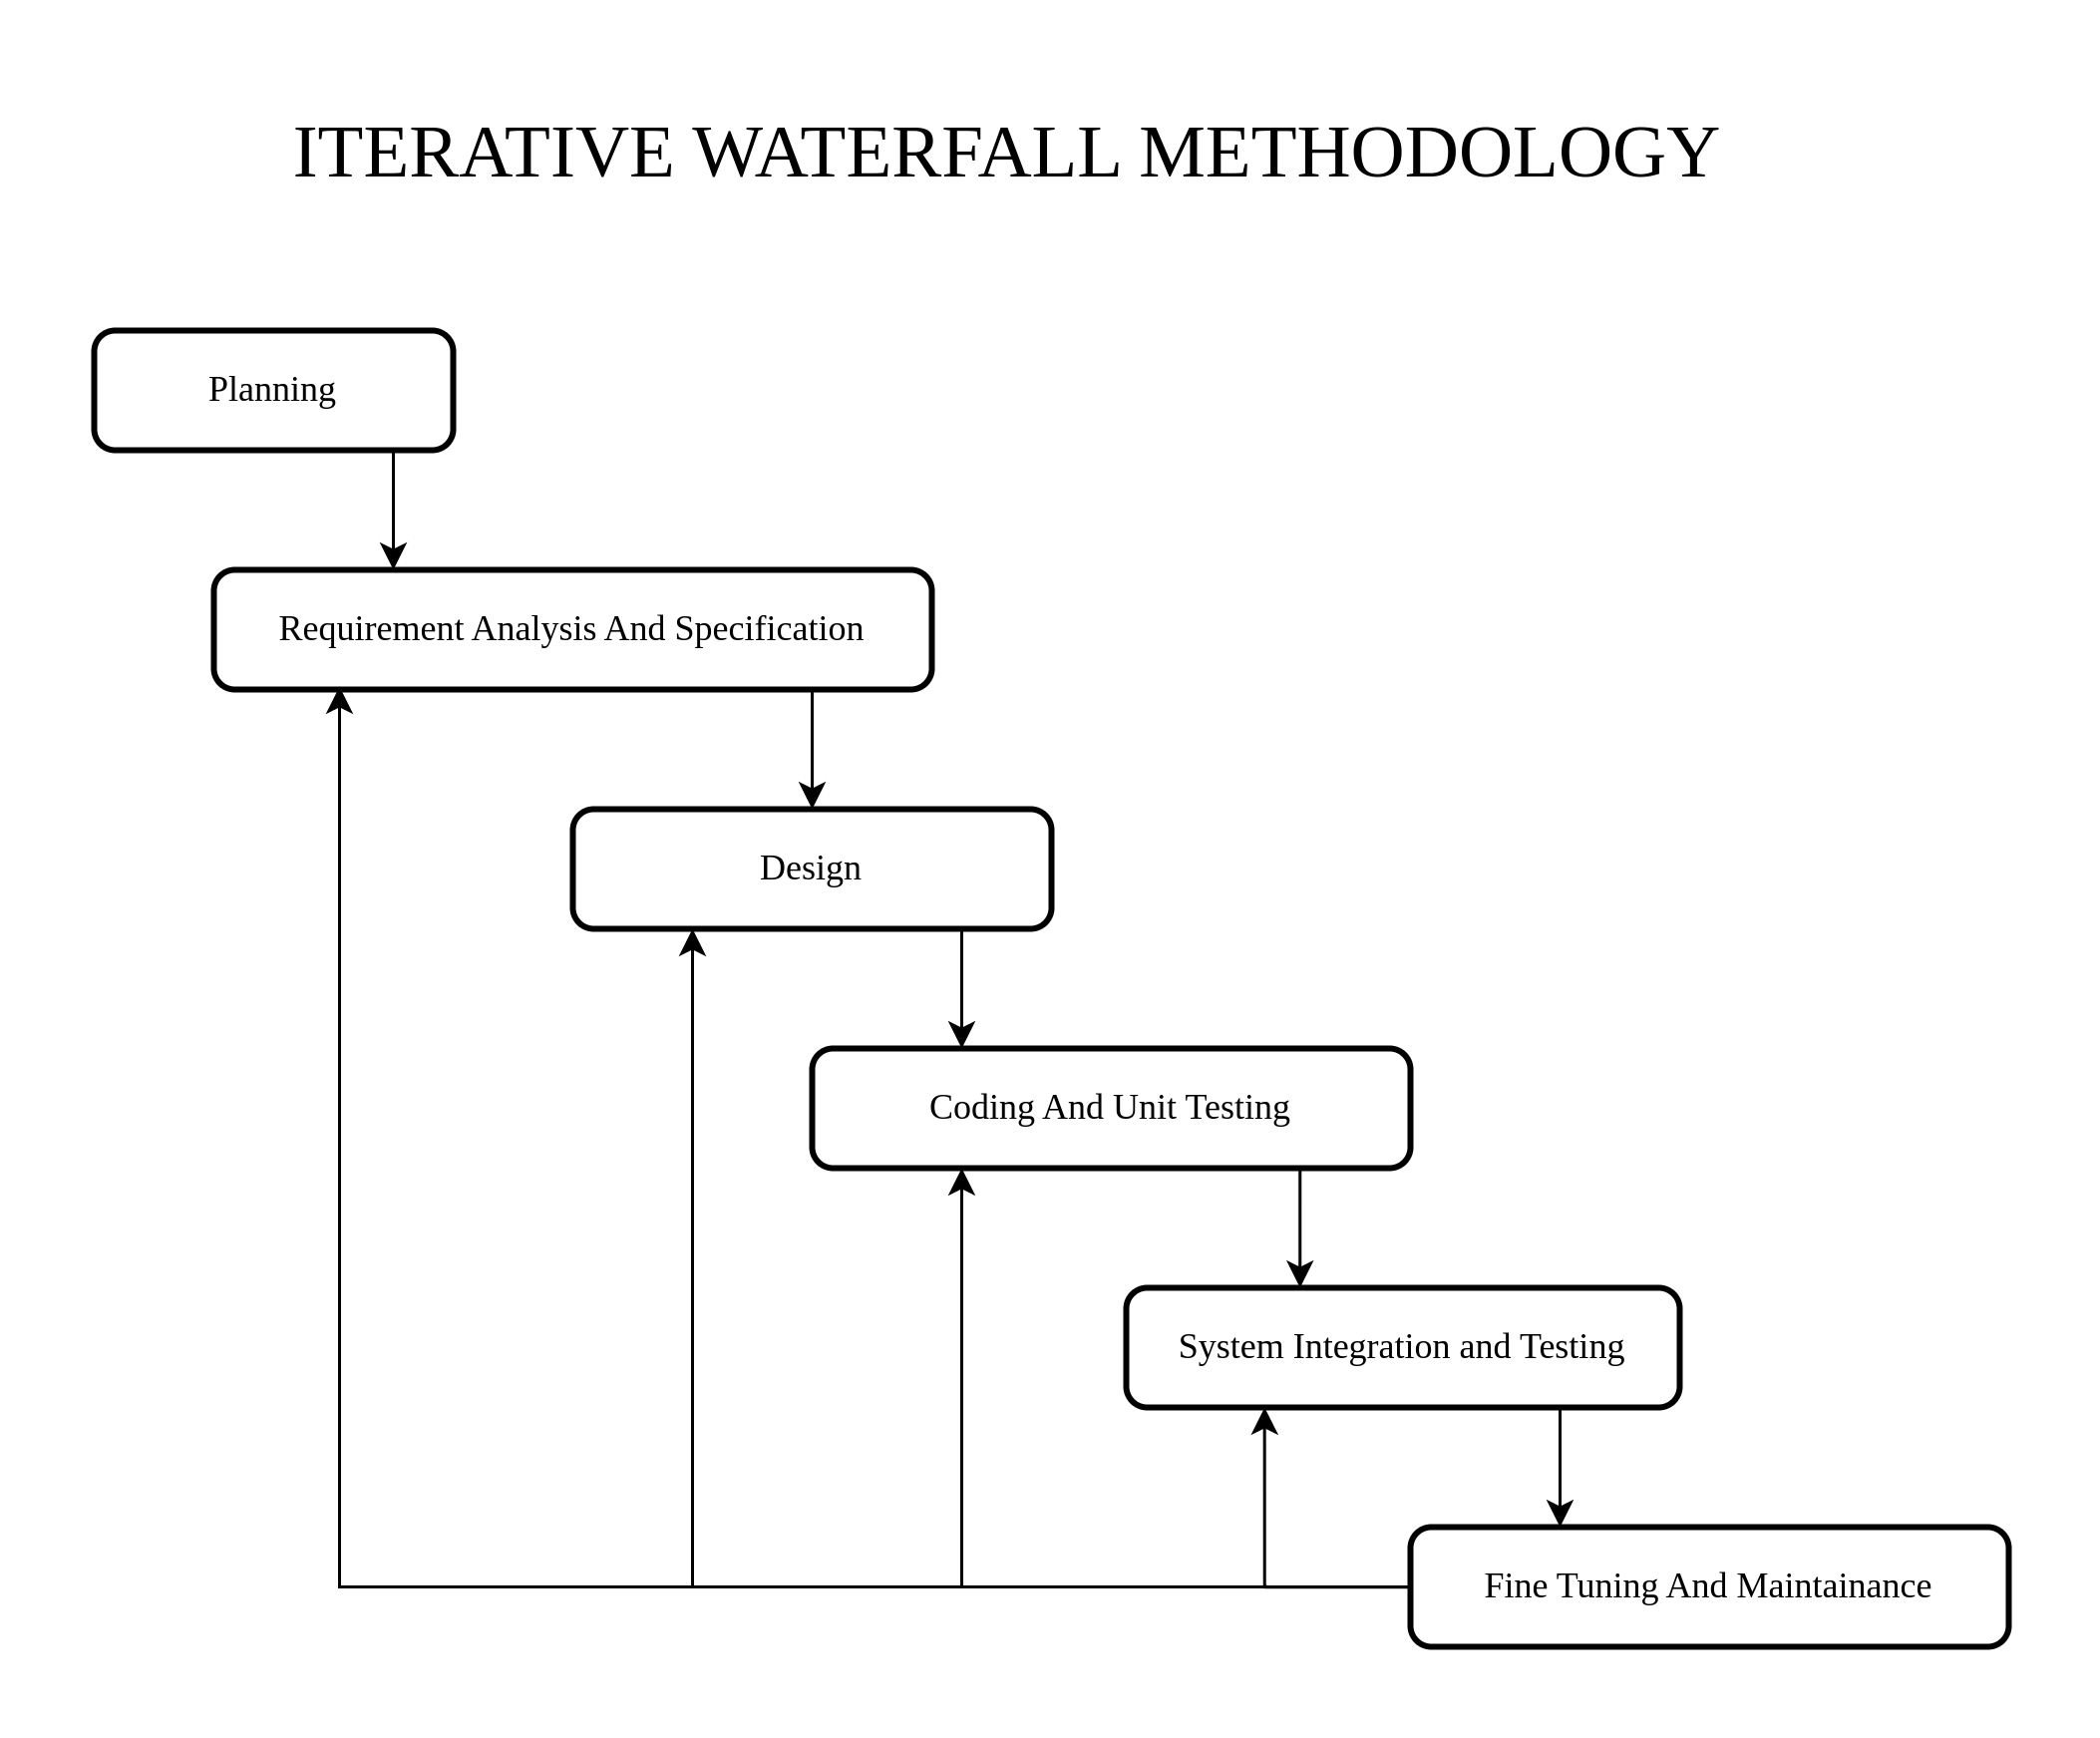 ITERATIVE WATERFALL METHODOLOGY
Planning
Requirement Analysis And Specification
Design
Coding And Unit Testing
System Integration and Testing
Fine Tuning And Maintainance